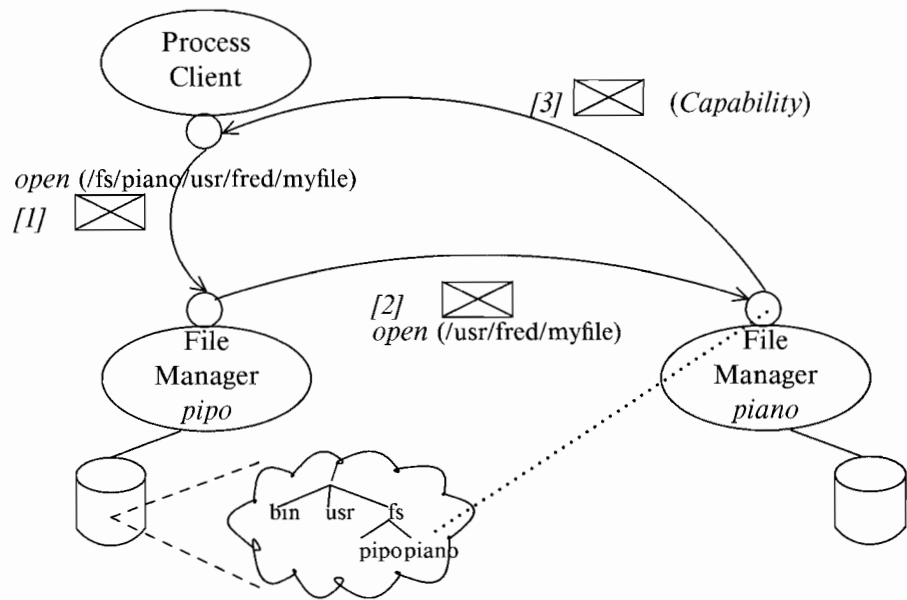 Process
Client
[3] (Capability)
open (/fs/piano/usr/fred/myfile)
[1]
[2]
open (/usr/fred/myfile)
File
Manager
pipo
File
Manager
piano
bin usr fs
pipo piano